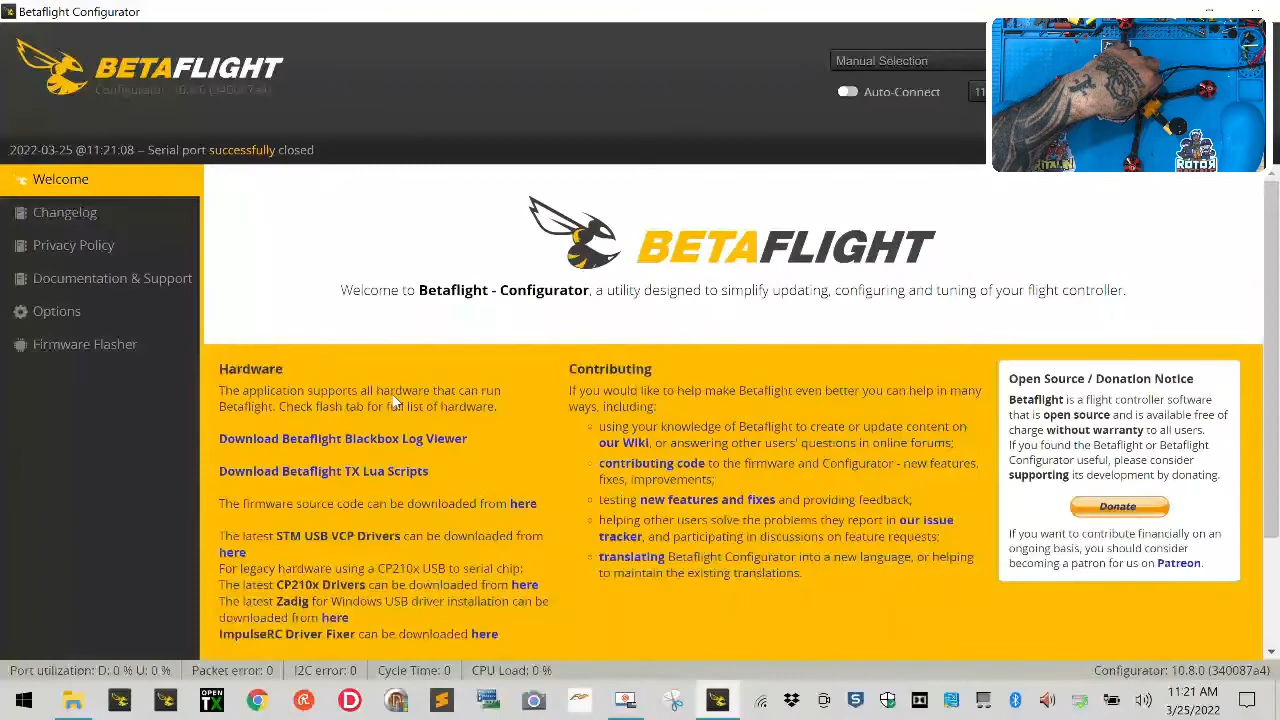 Betaflight Configurator
BETAFLIGHT
Manual Selection
Auto-Connect
11
2022-03-25 @11:21:08 -- Serial port successfully closed
ROTOR
Welcome
Changelog
Privacy Policy
Documentation & Support
Options
Firmware Flasher
BETAFLIGHT
Welcome to Betaflight - Configurator, a utility designed to simplify updating, configuring and tuning of your flight controller.
Hardware
The application supports all hardware that can run
Betaflight. Check flash tab for full list of hardware.
Download Betaflight Blackbox Log Viewer
Download Betaflight TX Lua Scripts
The firmware source code can be downloaded from here
The latest STM USB VCP Drivers can be downloaded from
here
For legacy hardware using a CP210x USB to serial chip:
The latest CP210x Drivers can be downloaded from here
The latest Zadig for Windows USB driver installation can be
downloaded from here
ImpulseRC Driver Fixer can be downloaded here
Contributing
If you would like to help make Betaflight even better you can help in many
ways, including:
using your knowledge of Betaflight to create or update content on
our Wiki, or answering other users' questions in online forums;
contributing code to the firmware and Configurator - new features,
fixes, improvements;
testing new features and fixes and providing feedback;
helping other users solve the problems they report in our issue
tracker, and participating in discussions on feature requests;
translating Betaflight Configurator into a new language, or helping
to maintain the existing translations.
Open Source / Donation Notice
Betaflight is a flight controller software
that is open source and is available free of
charge without warranty to all users.
If you found the Betaflight or Betaflight
Configurator useful, please consider
supporting its development by donating.
Donate
If you want to contribute financially on an
ongoing basis, you should consider
becoming a patron for us on Patreon.
Port utilization: D: 0 % U: 0 %
Packet error: 0
I2C error: 0
Cycle Time: 0
CPU Load: 0 %
Configurator: 10.8.0 (340087a4)
OPEN
TX
11:21 AM
3/25/2022